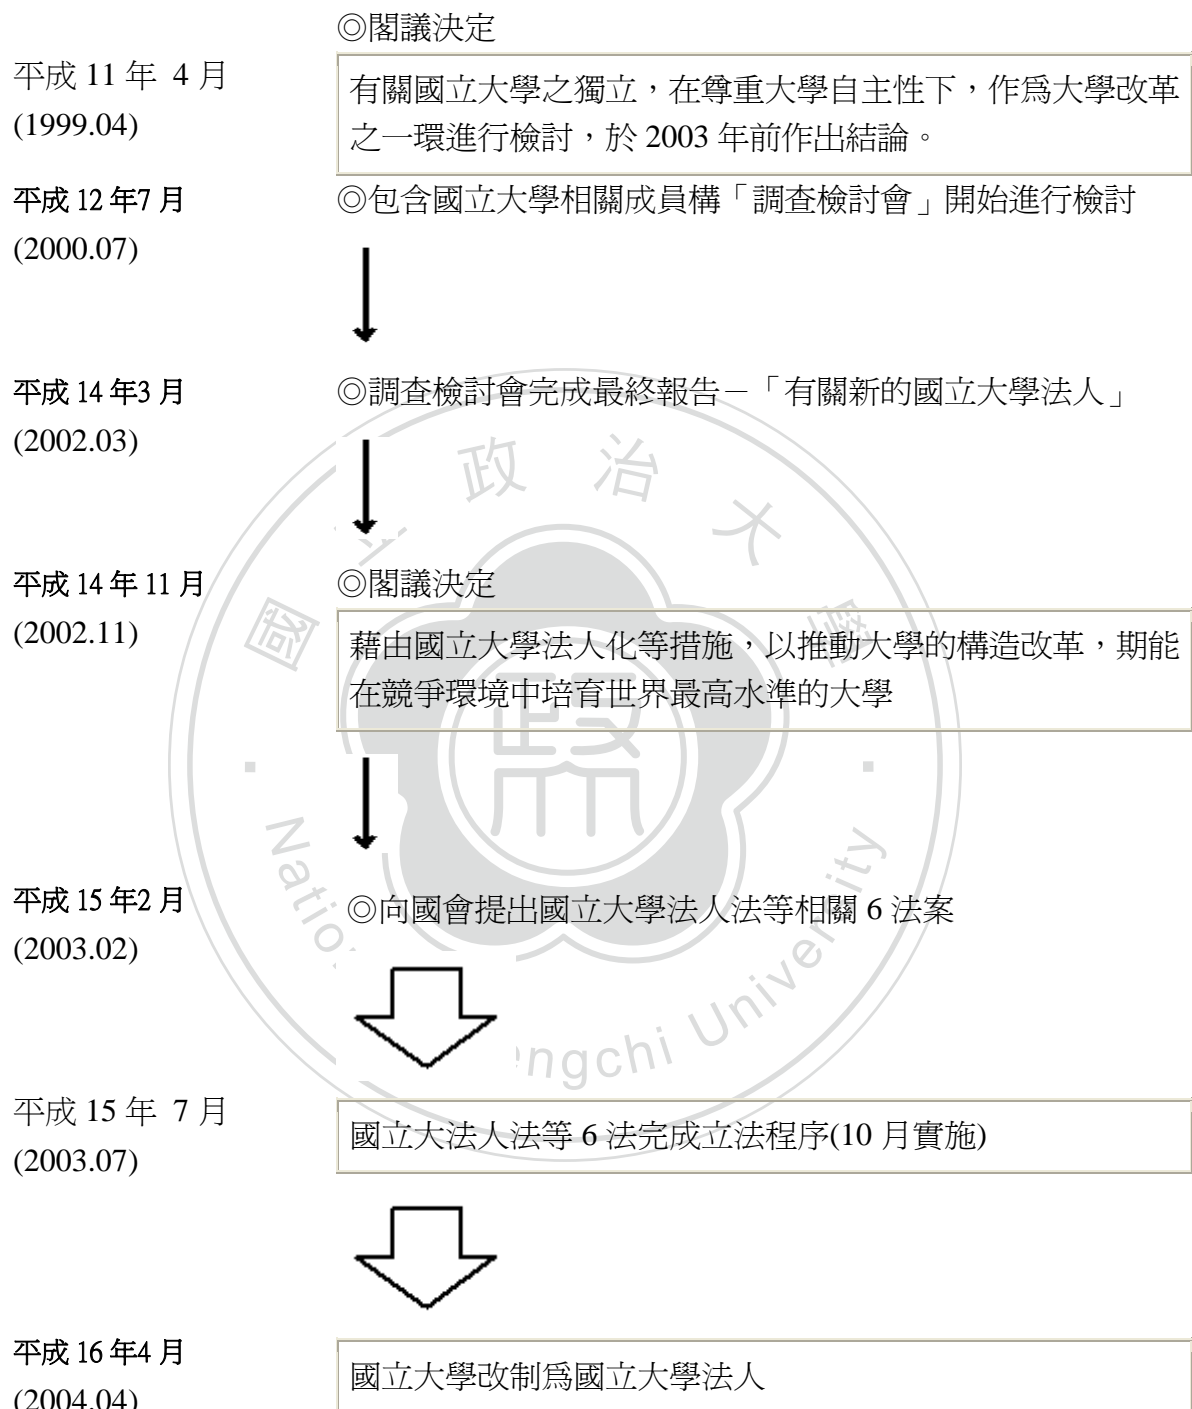 ◎閣議決定
平成 11 年 4 月
(1999.04)
有關國立大學之獨立，在尊重大學自主性下，作為大學改革
之一環進行檢討，於 2003 年前作出結論。
平成 12 年7 月
(2000.07)
◎包含國立大學相關成員構「調查檢討會」開始進行檢討
平成 14 年3 月
(2002.03)
◎調查檢討會完成最終報告－「有關新的國立大學法人」
平成 14 年 11 月
(2002.11)
◎閣議決定
藉由國立大學法人化等措施，以推動大學的構造改革，期能
在競爭環境中培育世界最高水準的大學
平成 15 年2 月
(2003.02)
◎向國會提出國立大學法人法等相關 6 法案
平成 15 年 7 月
(2003.07)
國立大法人法等 6 法完成立法程序(10 月實施)
平成 16 年4 月
(2004.04)
國立大學改制為國立大學法人
國立政治大學
National Chengchi University